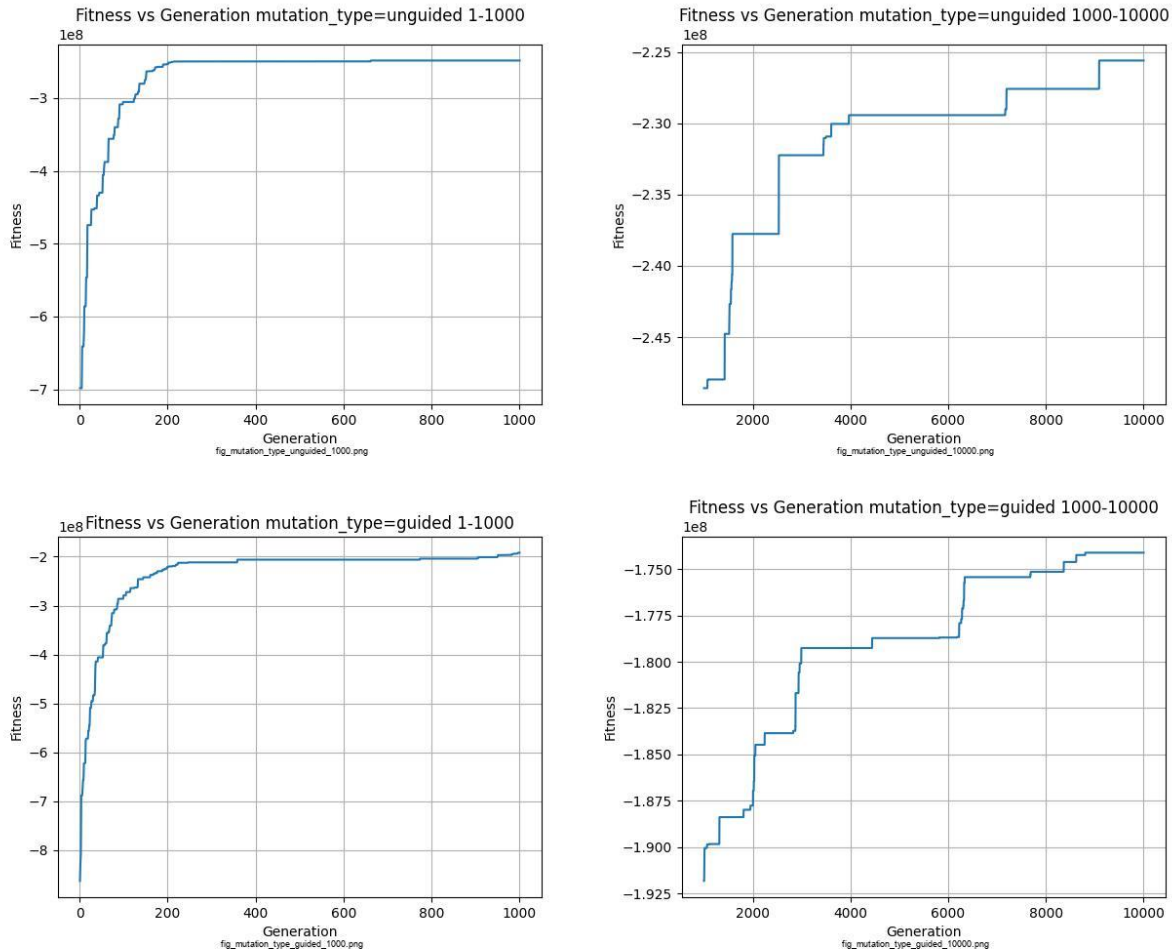 Fitness vs Generation mutation_type=unguided 1-1000
1e8
−3
−4
−5
−6
−7
Fitness
0 200 400 600 800 1000
Generation
fig_mutation_type_unguided_1000.png
Fitness vs Generation mutation_type=unguided 1000-10000
1e8
−2.225
−2.230
−2.235
−2.240
−2.245
Fitness
2000 4000 6000 8000 10000
Generation
fig_mutation_type_unguided_10000.png
1e8 Fitness vs Generation mutation_type=guided 1-1000
−2
−3
−4
−5
−6
−7
−8
Fitness
0 200 400 600 800 1000
Generation
fig_mutation_type_guided_1000.png
Fitness vs Generation mutation_type=guided 1000-10000
1e8
−1.750
−1.775
−1.800
−1.825
−1.850
−1.875
−1.900
−1.925
Fitness
2000 4000 6000 8000 10000
Generation
fig_mutation_type_guided_10000.png